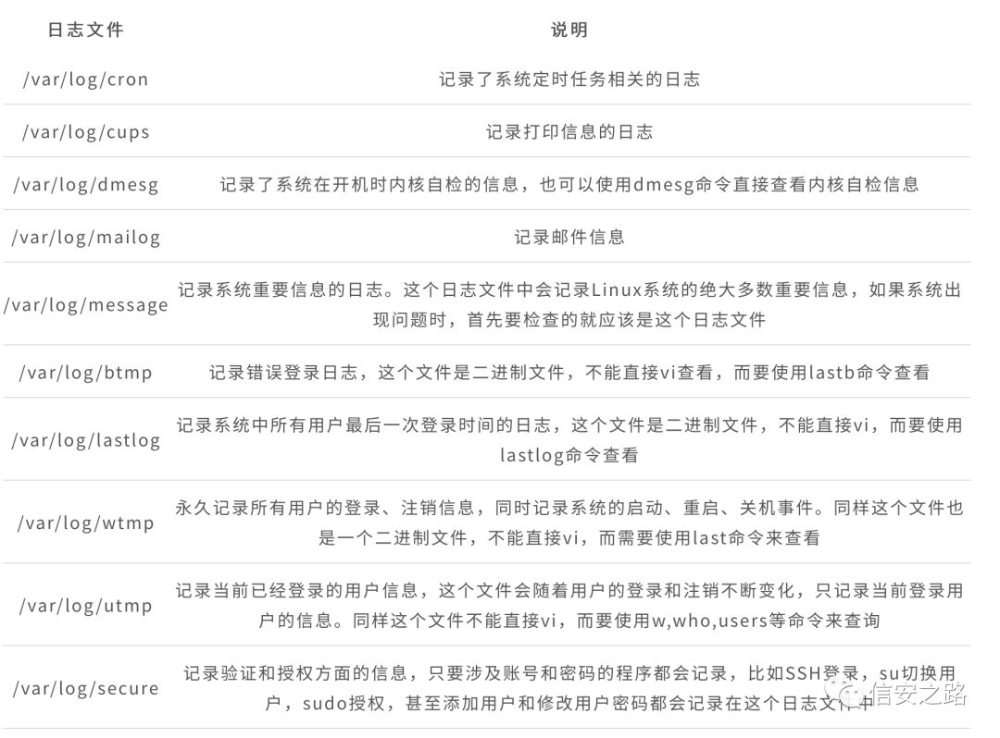 日志文件 说明
/var/log/cron 记录了系统定时任务相关的日志
/var/log/cups 记录打印信息的日志
/var/log/dmesg 记录了系统在开机时内核自检的信息，也可以使用dmesg命令直接查看内核自检信息
/var/log/mailog 记录邮件信息
/var/log/message 记录系统重要信息的日志。这个日志文件中会记录Linux系统的绝大多数重要信息，如果系统出
现问题时，首先要检查的就应该是这个日志文件
/var/log/btmp 记录错误登录日志，这个文件是二进制文件，不能直接vi查看，而要使用lastb命令查看
/var/log/lastlog 记录系统中所有用户最后一次登录时间的日志，这个文件是二进制文件，不能直接vi，而要使用
lastlog命令查看
/var/log/wtmp 永久记录所有用户的登录、注销信息，同时记录系统的启动、重启、关机事件。同样这个文件也
是一个二进制文件，不能直接vi，而需要使用last命令来查看
/var/log/utmp 记录当前已经登录的用户信息，这个文件会随着用户的登录和注销不断变化，只记录当前登录用
户的信息。同样这个文件不能直接vi，而要使用w,who,users等命令来查询
/var/log/secure 记录验证和授权方面的信息，只要涉及账号和密码的程序都会记录，比如SSH登录，su切换用
户，sudo授权，甚至添加用户和修改用户密码都会记录在这个日志文件中
信安之路